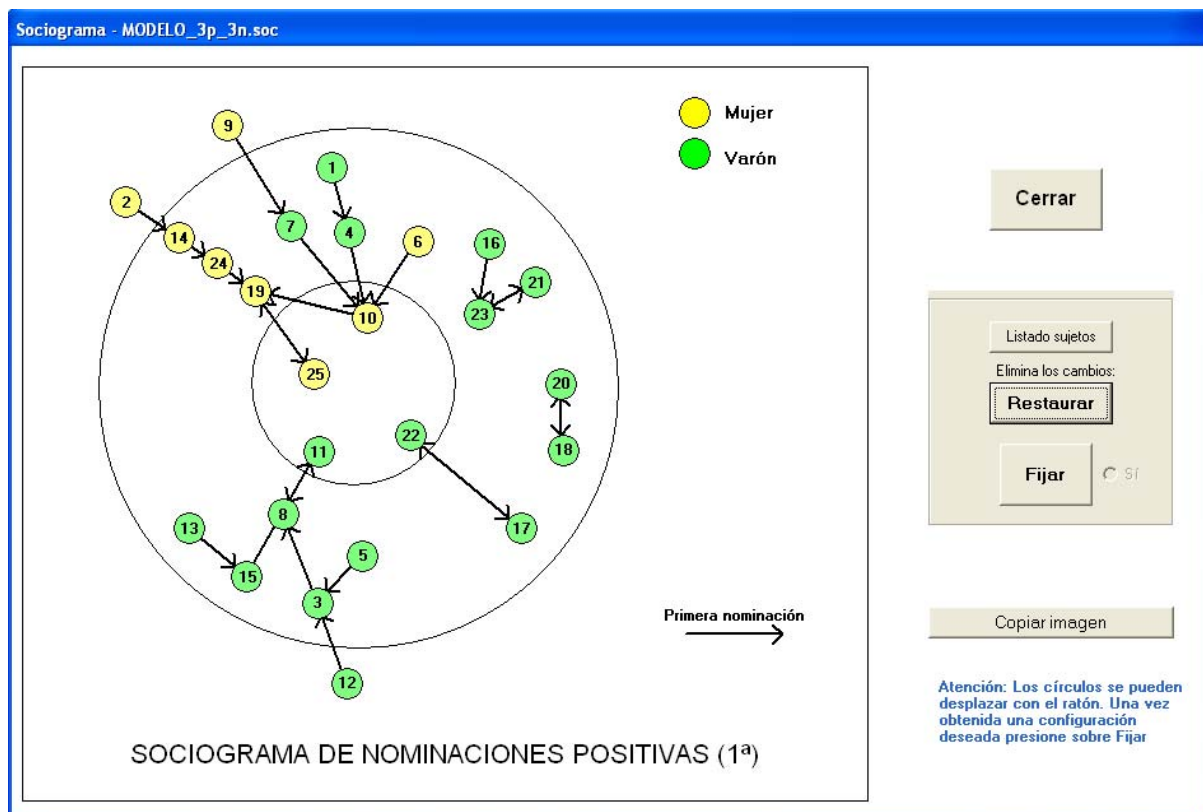 Sociograma - MODELO_3p_3n.soc
9
Mujer
1
Varón
2
7
4
6
16
14
24
19
21
10
23
25
20
22
11
18
8
13
17
5
15
3
12
Primera nominación
SOCIOGRAMA DE NOMINACIONES POSITIVAS (1ª)
Cerrar
Listado sujetos
Elimina los cambios:
Restaurar
Fijar
Sí
Copiar imagen
Atención: Los círculos se pueden
desplazar con el ratón. Una vez
obtenida una configuración
deseada presione sobre Fijar